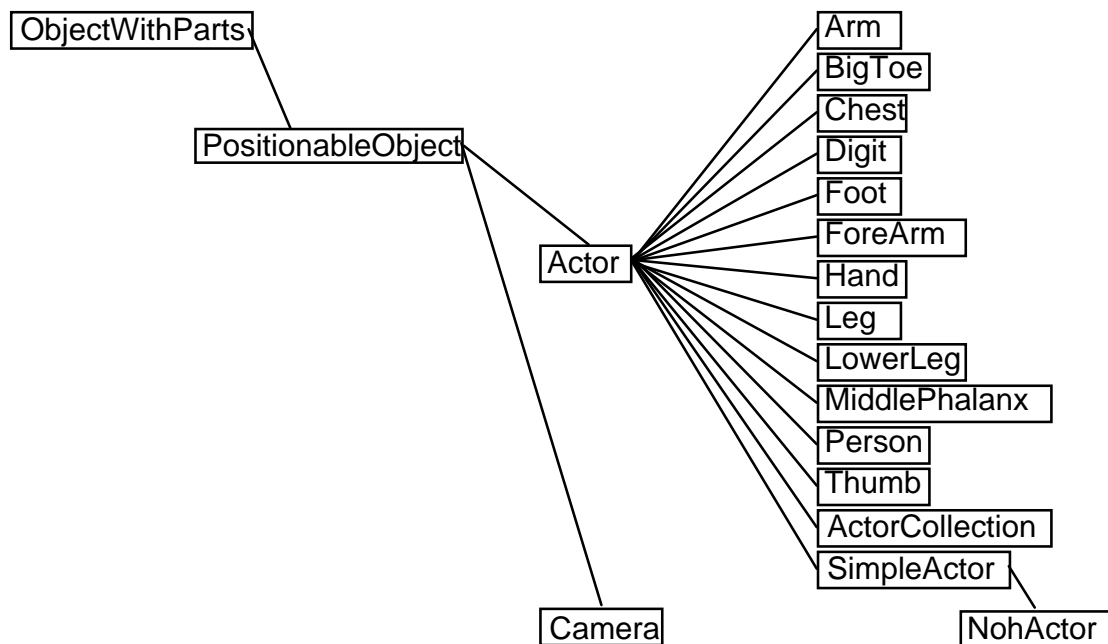 ObjectWithParts
PositionableObject
Actor
Arm
BigToe
Chest
Digit
Foot
ForeArm
Hand
Leg
LowerLeg
MiddlePhalanx
Person
Thumb
ActorCollection
SimpleActor
NohActor
Camera